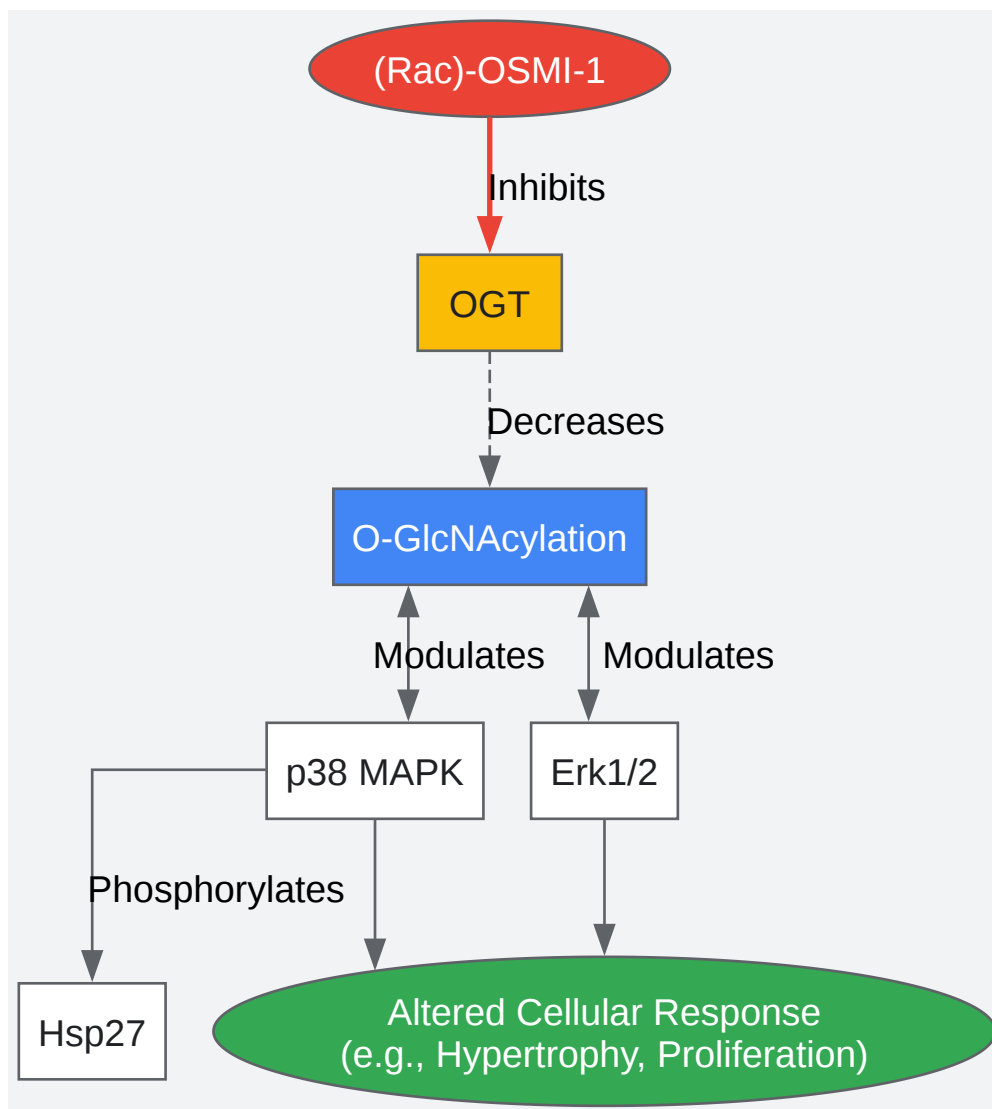 (Rac)-OSMI-1
Inhibits
OGT
Decreases
O-GlcNAcylation
Modulates
Modulates
p38 MAPK
Erk1/2
Phosphorylates
Hsp27
Altered Cellular Response
(e.g., Hypertrophy, Proliferation)